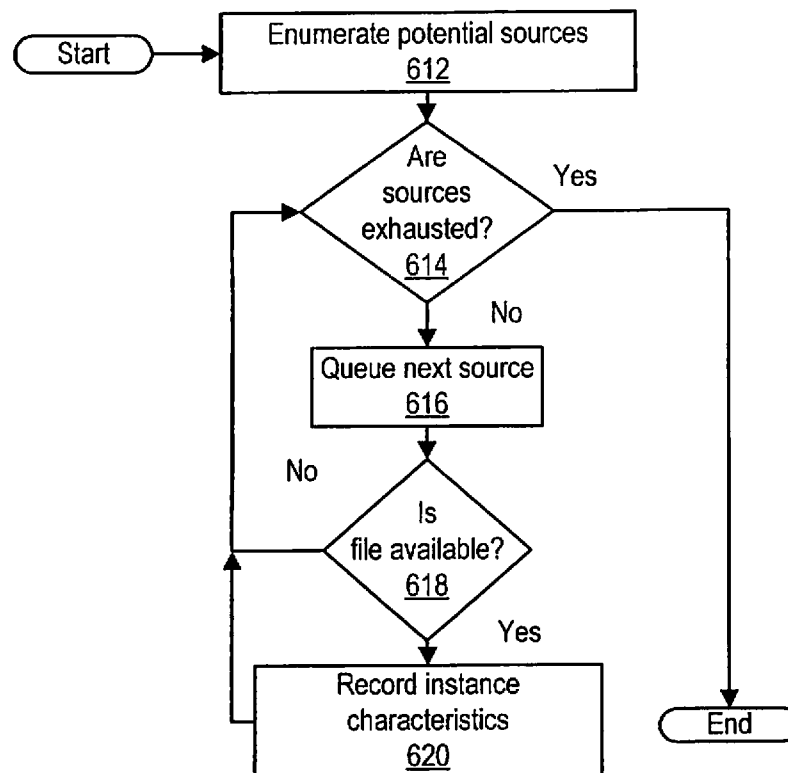 Start
Enumerate potential sources
612
Are
sources
exhausted?
614
Yes
No
Queue next source
616
No
Is
file available?
618
Yes
Record instance
characteristics
620
End